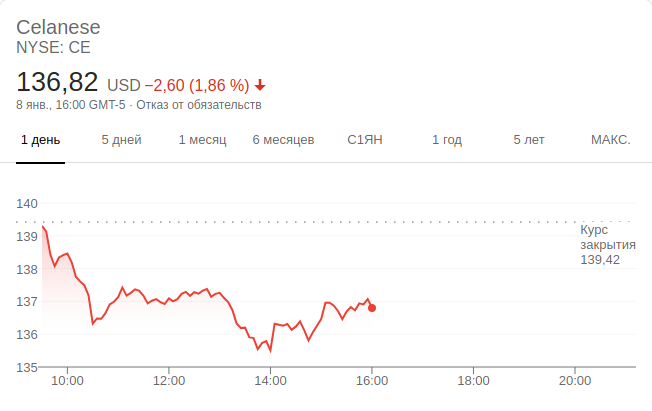 Celanese
NYSE: CE
136,82 USD −2,60 (1,86 %)
8 янв., 16:00 GMT-5 · Отказ от обязательств
1 день 5 дней 1 месяц 6 месяцев С1ЯН 1 год 5 лет МАКС.
140
139
138
137
136
135
Курс
закрытия
139,42
10:00 12:00 14:00 16:00 18:00 20:00